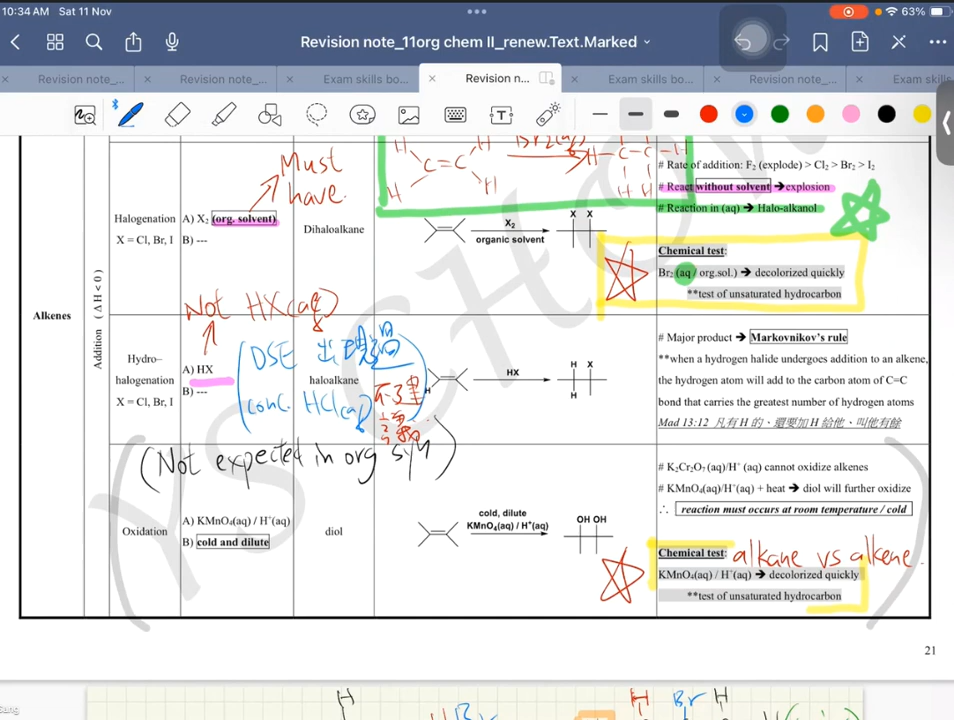 10:34 AM Sat 11 Nov
63%
Revision note_11org chem II_renew.Text.Marked
Revision note_...
Revision note_...
Exam skills bo...
Revision n...
Exam skills bo...
Revision note_...
Exam skills
Must
have.
H H
C=C
H H
Br₂(aq)
H-C-C-H
H H
# Rate of addition: F₂ (explode) > Cl₂ > Br₂ > I₂
# React without solvent → explosion
# Reaction in (aq) → Halo-alkanol
Halogenation
X = Cl, Br, I
A) X₂ (org. solvent)
B) ---
Dihaloalkane
X₂
organic solvent
X X
Chemical test:
Br₂ (aq/ org.sol.) → decolorized quickly
**test of unsaturated hydrocarbon
Alkenes
Addition (ΔH < 0)
Not HX(aq)
Hydro–
halogenation
X = Cl, Br, I
A) HX
B) ---
(DSE 出現過
conc. HCl(aq))
不建議
haloalkane
H
HX
H X
H
# Major product → Markovnikov's rule
**when a hydrogen halide undergoes addition to an alkene,
the hydrogen atom will add to the carbon atom of C=C
bond that carries the greatest number of hydrogen atoms
Mad 13:12 凡有 H 的、還要加 H 給他、叫他有餘
(Not expected in org syn)
Oxidation
A) KMnO₄(aq) / H⁺(aq)
B) cold and dilute
diol
cold, dilute
KMnO₄(aq) / H⁺(aq)
OH OH
# K₂Cr₂O₇ (aq)/H⁺ (aq) cannot oxidize alkenes
# KMnO₄(aq)/H⁺(aq) + heat → diol will further oxidize
∴ reaction must occurs at room temperature / cold
Chemical test: alkane vs alkene.
KMnO₄(aq) / H⁺(aq) → decolorized quickly
**test of unsaturated hydrocarbon
21
Sang
H
H Br H
H Br